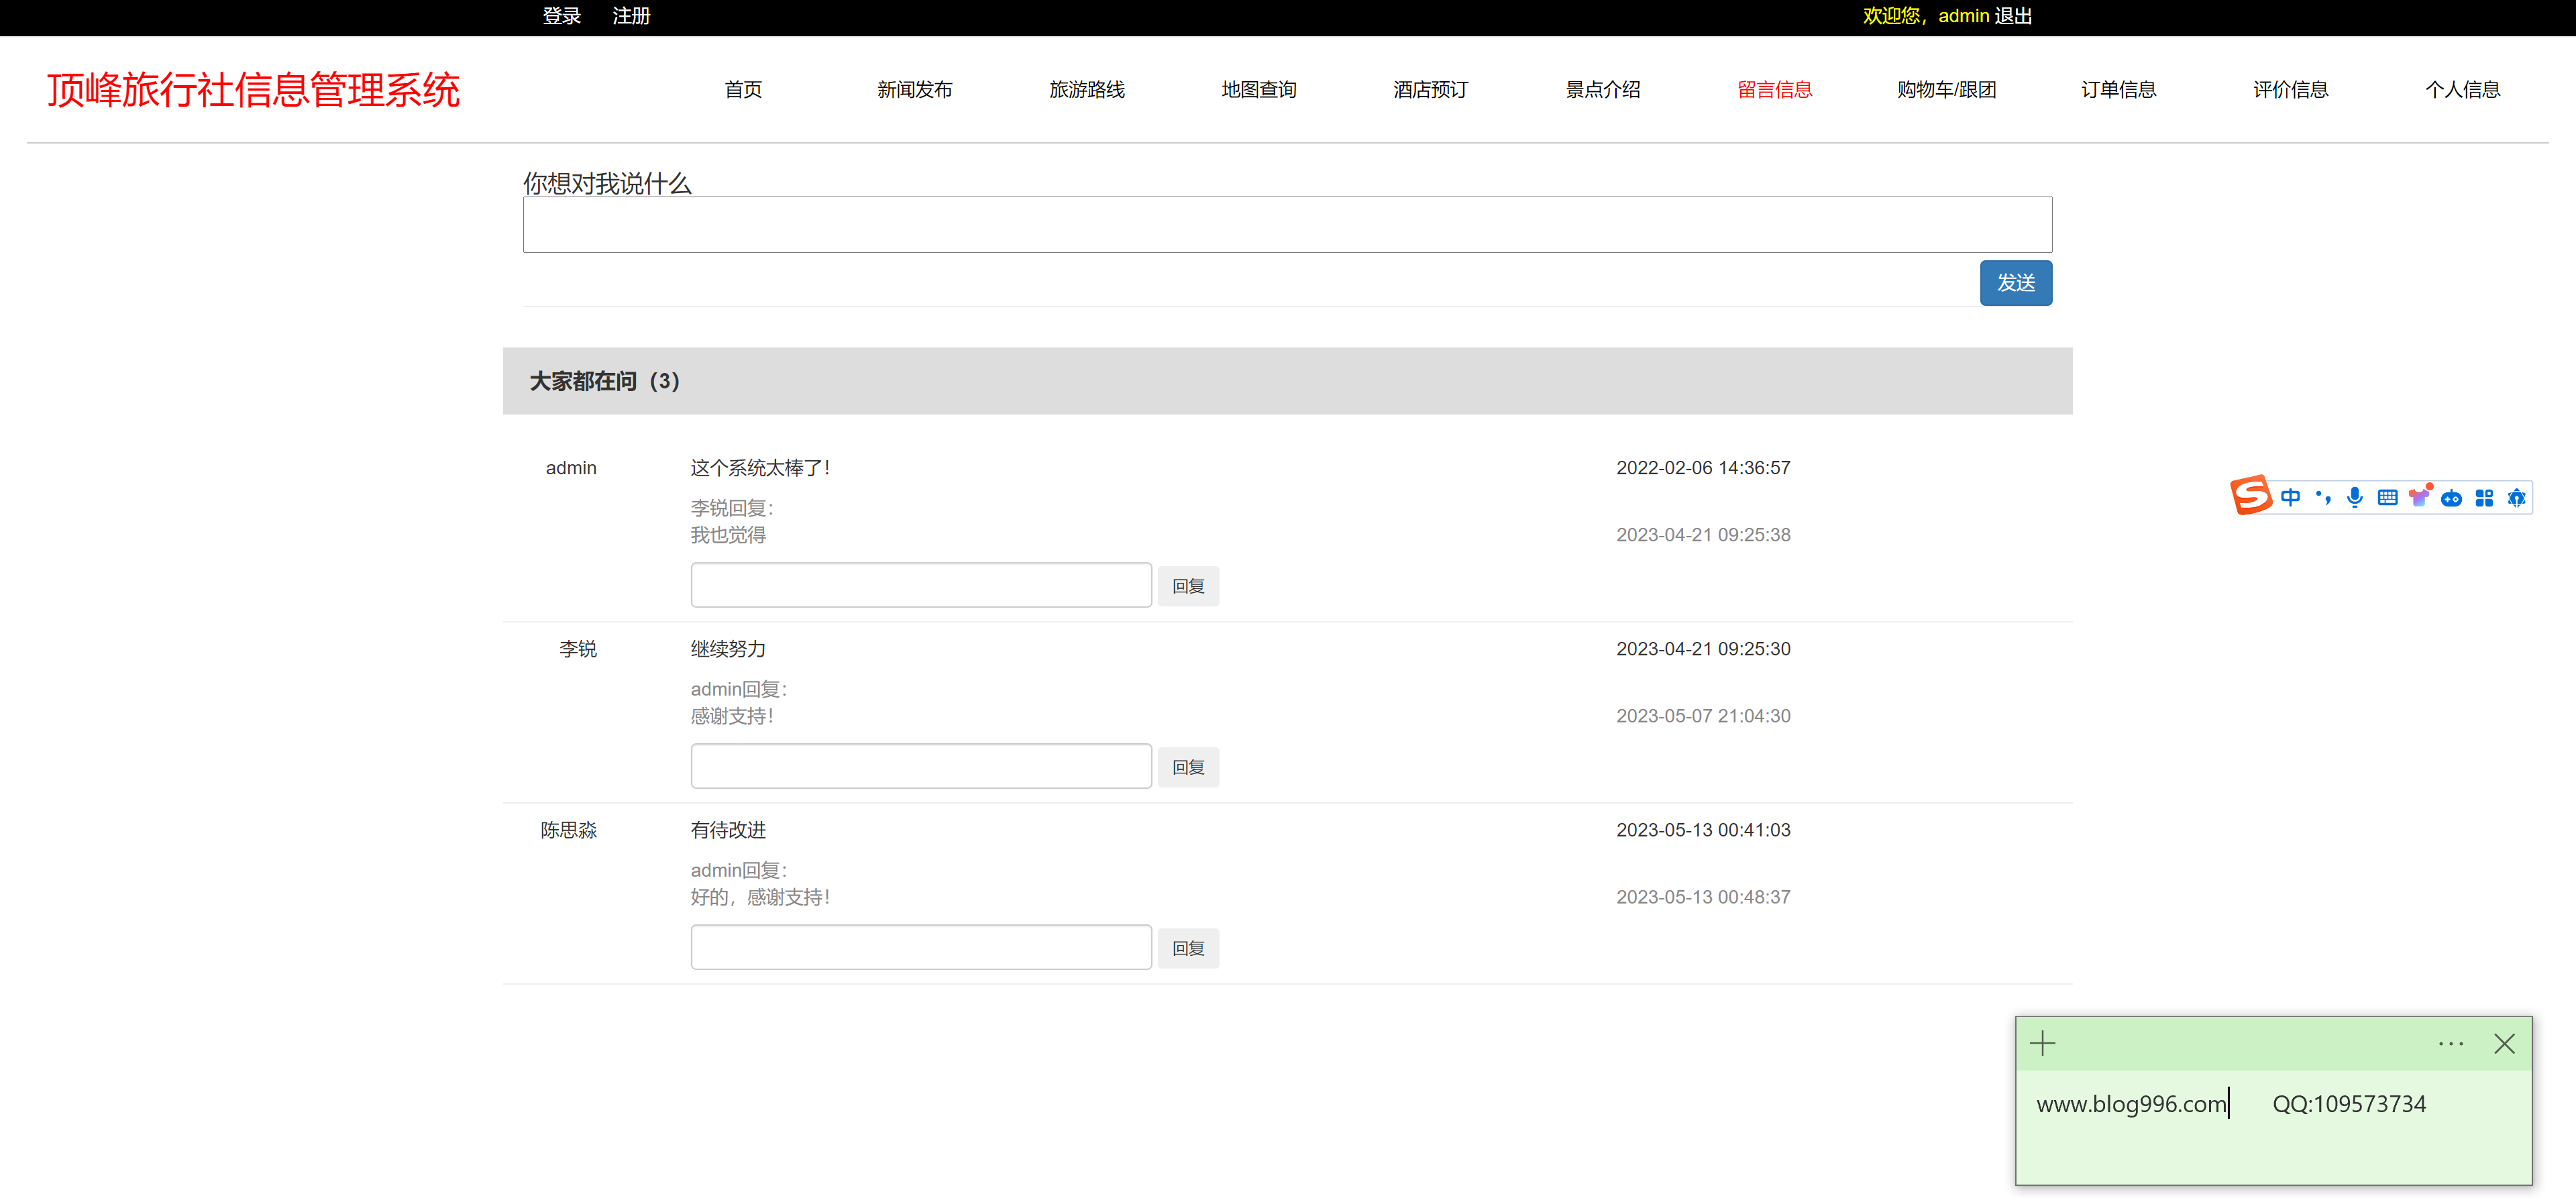 登录 注册 欢迎您，admin 退出
顶峰旅行社信息管理系统 首页 新闻发布 旅游路线 地图查询 酒店预订 景点介绍 留言信息 购物车/跟团 订单信息 评价信息 个人信息
你想对我说什么
发送
大家都在问（3）
admin 这个系统太棒了！ 2022-02-06 14:36:57
李锐回复：
我也觉得 2023-04-21 09:25:38
回复
李锐 继续努力 2023-04-21 09:25:30
admin回复：
感谢支持！ 2023-05-07 21:04:30
回复
陈思淼 有待改进 2023-05-13 00:41:03
admin回复：
好的，感谢支持！ 2023-05-13 00:48:37
回复
S 中
www.blog996.com QQ:109573734